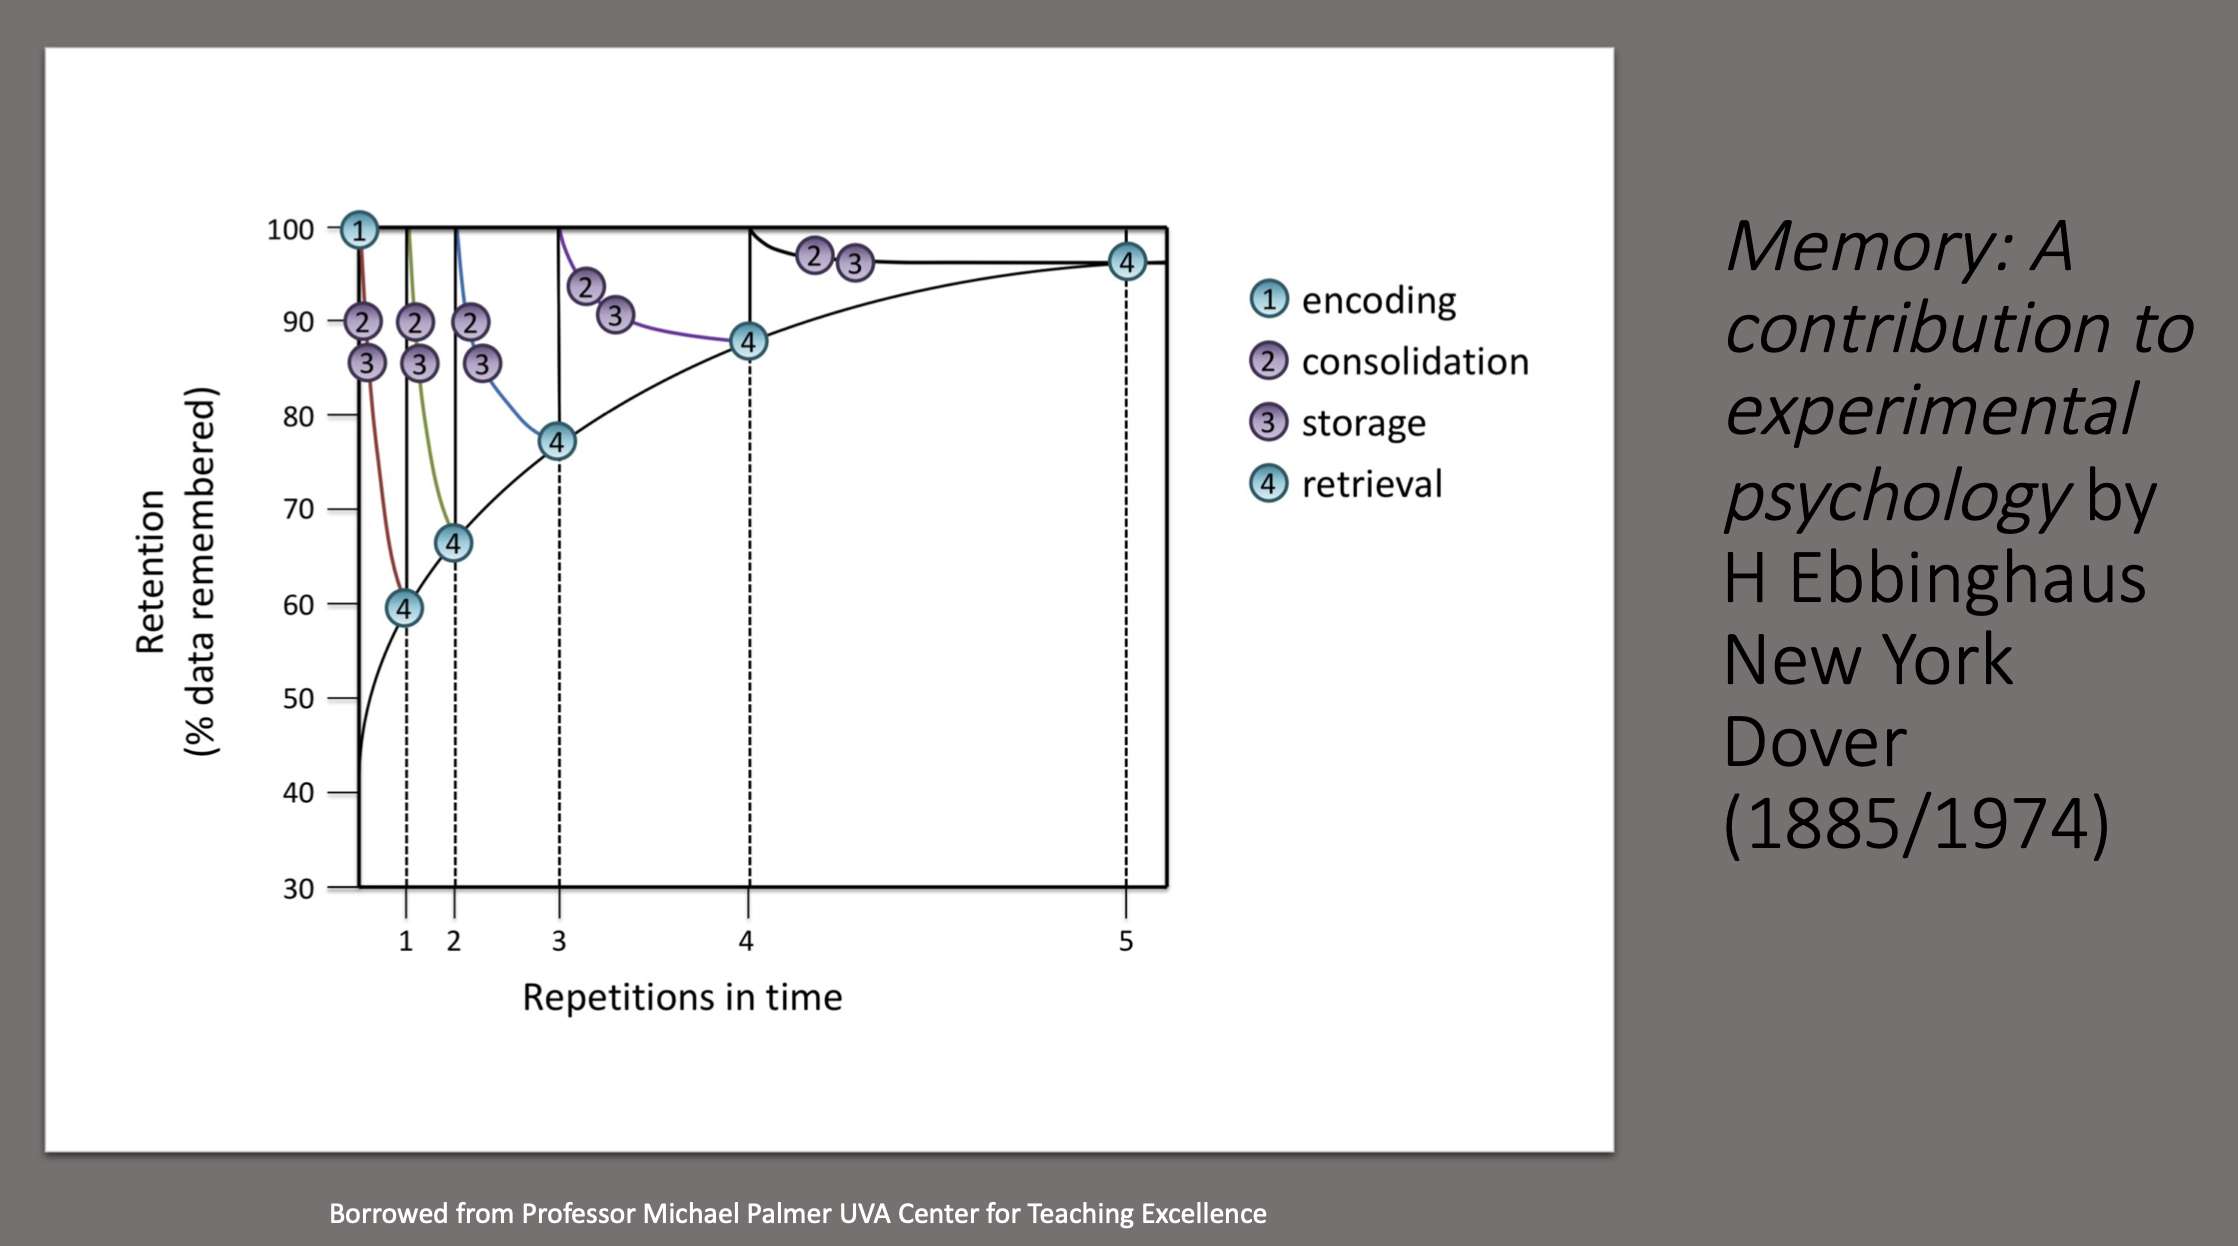 100
90
80
70
60
50
40
30
Retention
(% data remembered)
1
2
3
2
3
2
3
2
3
2
3
4
4
4
4
4
1 2 3 4 5
Repetitions in time
1 encoding
2 consolidation
3 storage
4 retrieval
Memory: A
contribution to
experimental
psychology by
H Ebbinghaus
New York
Dover
(1885/1974)
Borrowed from Professor Michael Palmer UVA Center for Teaching Excellence